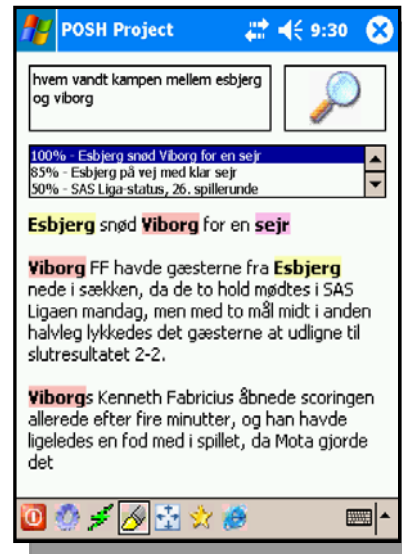 POSH Project 9:30
hvem vandt kampen mellem esbjerg
og viborg
100% - Esbjerg snød Viborg for en sejr
85% - Esbjerg på vej med klar sejr
50% - SAS Liga-status, 26. spillerunde
Esbjerg snød Viborg for en sejr
Viborg FF havde gæsterne fra Esbjerg
nede i sækken, da de to hold mødtes i SAS
Ligaen mandag, men med to mål midt i anden
halvleg lykkedes det gæsterne at udligne til
slutresultatet 2-2.
Viborgs Kenneth Fabricius åbnede scoringen
allerede efter fire minutter, og han havde
ligeledes en fod med i spillet, da Mota gjorde
det